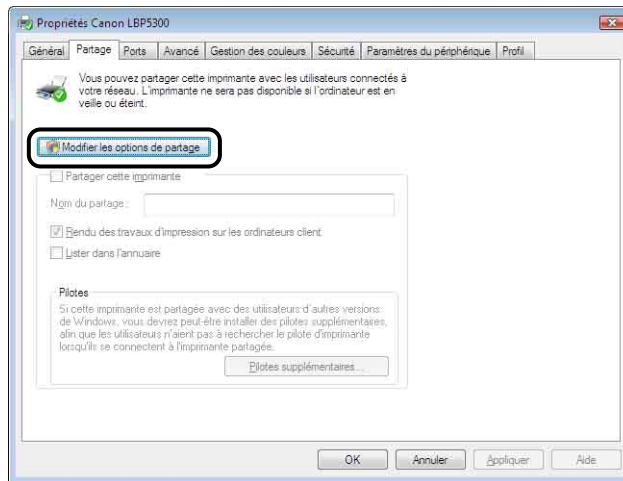 Propriétés Canon LBP5300
Général Partage Ports Avancé Gestion des couleurs Sécurité Paramètres du périphérique Profil
Vous pouvez partager cette imprimante avec les utilisateurs connectés à
votre réseau. L'imprimante ne sera pas disponible si l'ordinateur est en
veille ou éteint.
Modifier les options de partage
Partager cette imprimante
Nom du partage :
Rendu des travaux d'impression sur les ordinateurs client
Lister dans l'annuaire
Pilotes
Si cette imprimante est partagée avec des utilisateurs d'autres versions
de Windows, vous devrez peut-être installer des pilotes supplémentaires,
afin que les utilisateurs n'aient pas à rechercher le pilote d'imprimante
lorsqu'ils se connectent à l'imprimante partagée.
Pilotes supplémentaires...
OK Annuler Appliquer Aide